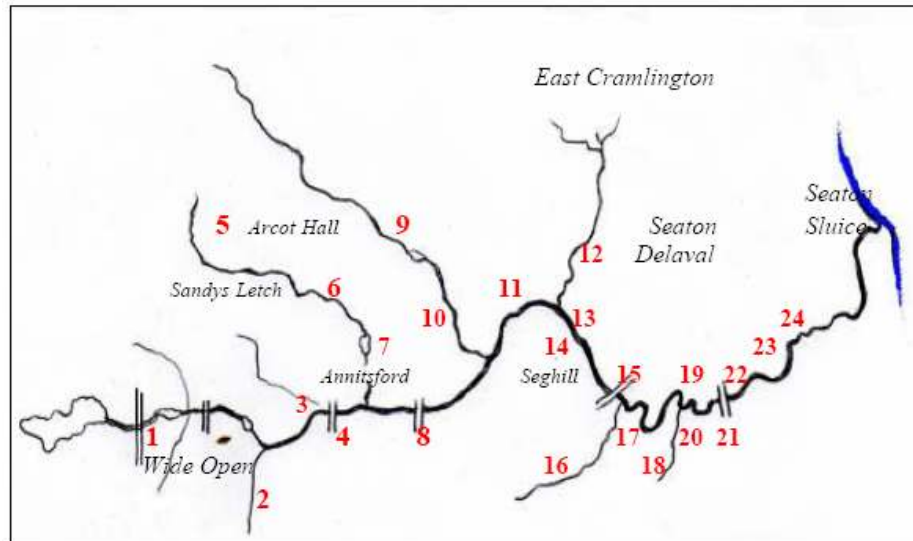 East Cramlington
Seaton
Sluice
5 Arcot Hall 9
12 Seaton
Delaval
Sandys Letch 6
10 11
13
24
7
14
23
Annitsford
Seghill
15 19 22
3
1
4 8
17 20 21
Wide Open
16 18
2